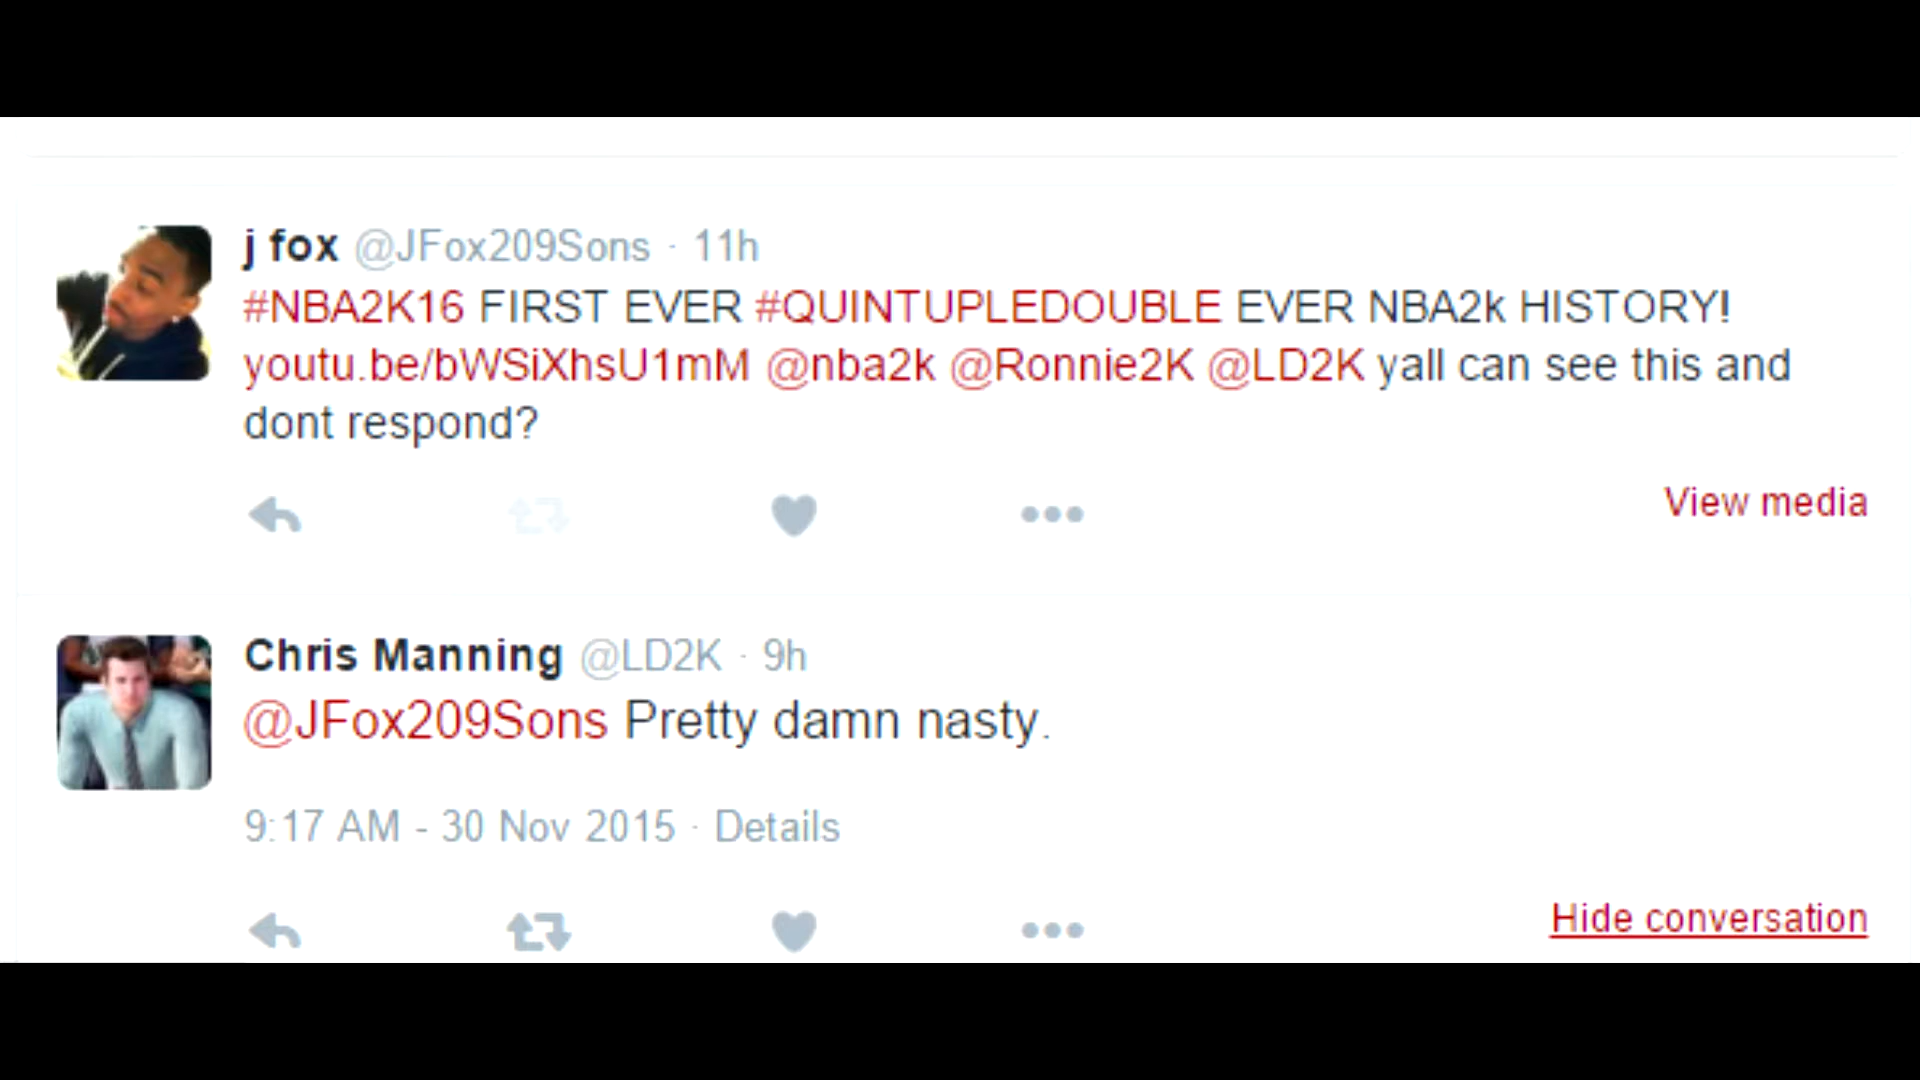 j fox @JFox209Sons · 11h
#NBA2K16 FIRST EVER #QUINTUPLEDOUBLE EVER NBA2k HISTORY!
youtu.be/bWSiXhsU1mM @nba2k @Ronnie2K @LD2K yall can see this and
dont respond?
View media
Chris Manning @LD2K · 9h
@JFox209Sons Pretty damn nasty.
9:17 AM - 30 Nov 2015 · Details
Hide conversation